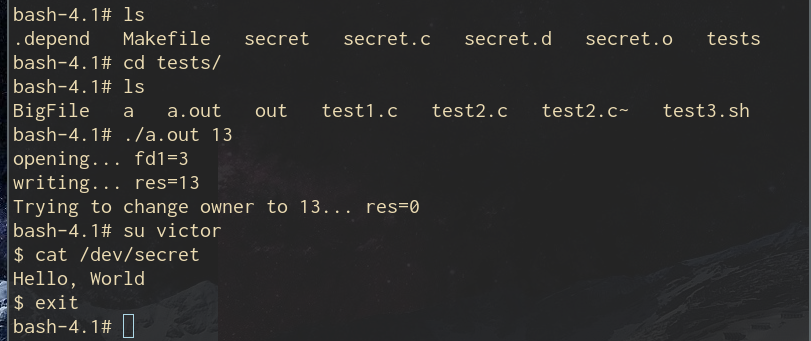 bash-4.1# ls
.depend   Makefile   secret   secret.c   secret.d   secret.o   tests
bash-4.1# cd tests/
bash-4.1# ls
BigFile   a   a.out   out   test1.c   test2.c   test2.c~   test3.sh
bash-4.1# ./a.out 13
opening... fd1=3
writing... res=13
Trying to change owner to 13... res=0
bash-4.1# su victor
$ cat /dev/secret
Hello, World
$ exit
bash-4.1#